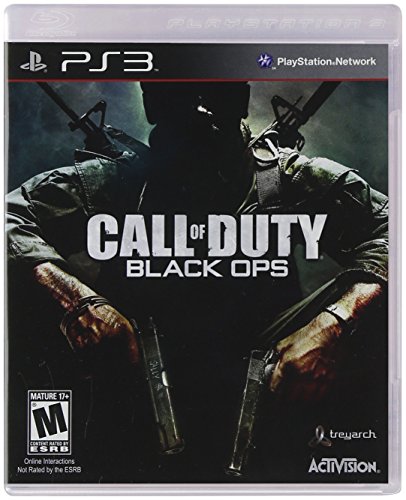 PLAYSTATION 3
PS3
PlayStation®Network
CALL OF DUTY
BLACK OPS
MATURE 17+
M
CONTENT RATED BY
ESRB
Online Interactions
Not Rated by the ESRB
treyarch
ACTIVISION